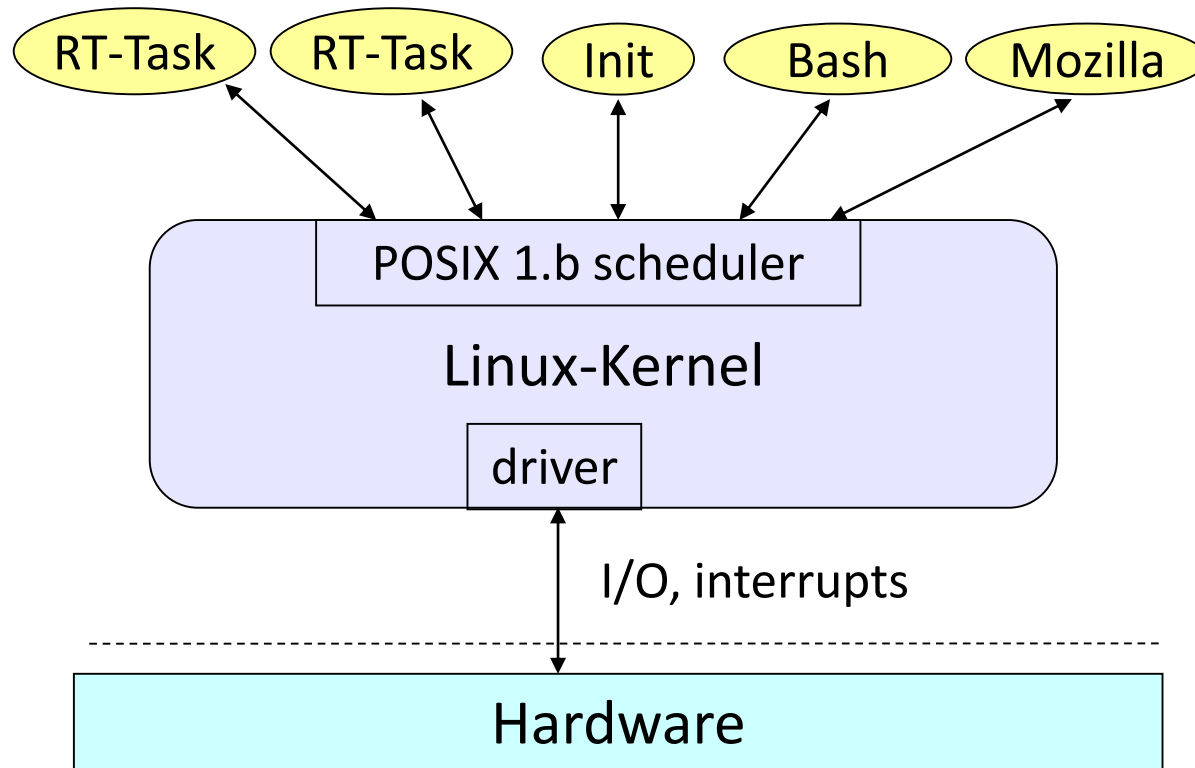 RT-Task
RT-Task
Init
Bash
Mozilla
POSIX 1.b scheduler
Linux-Kernel
driver
I/O, interrupts
Hardware